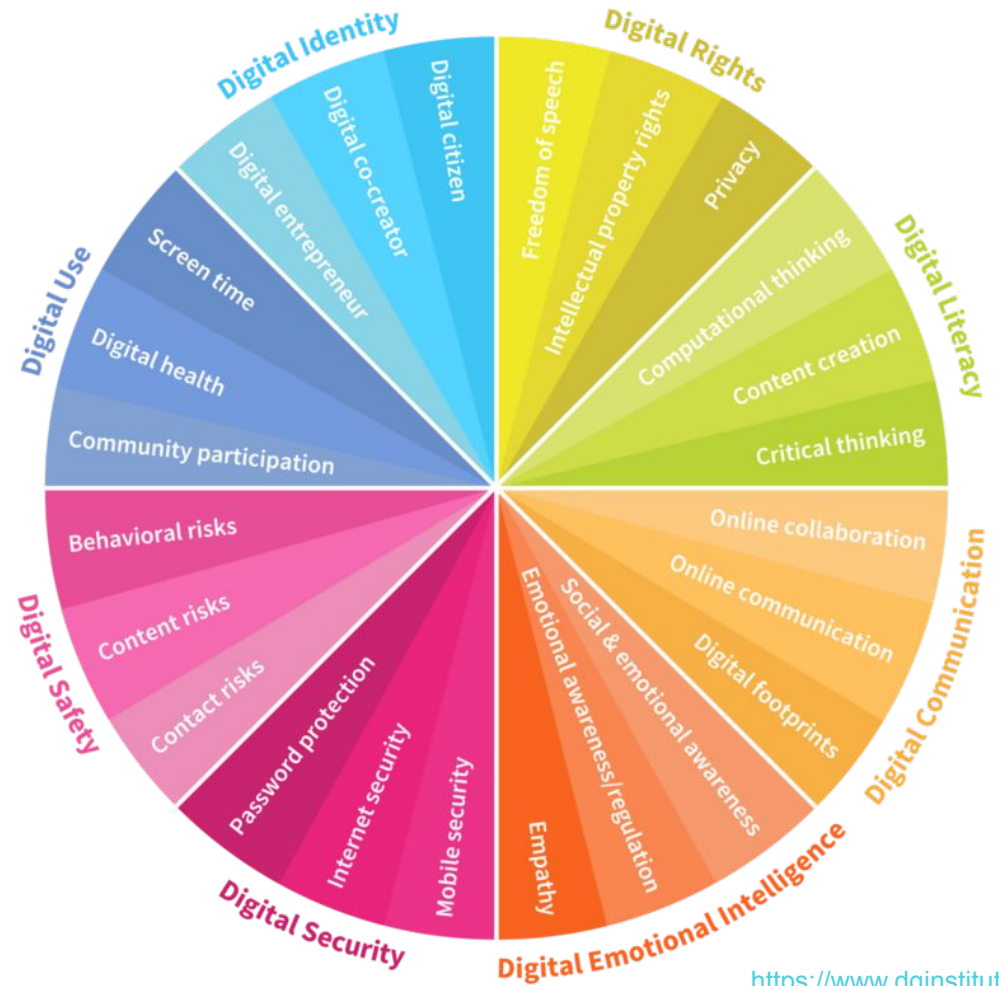 Digital Identity
Digital citizen
Digital co-creator
Digital entrepreneur
Digital Rights
Freedom of speech
Intellectual property rights
Privacy
Digital Literacy
Computational thinking
Content creation
Critical thinking
Digital Communication
Online collaboration
Online communication
Digital footprints
Digital Emotional Intelligence
Social & emotional awareness
Emotional awareness/regulation
Empathy
Digital Security
Mobile security
Internet security
Password protection
Digital Safety
Contact risks
Content risks
Behavioral risks
Digital Use
Community participation
Digital health
Screen time
https://www.dqinstitut